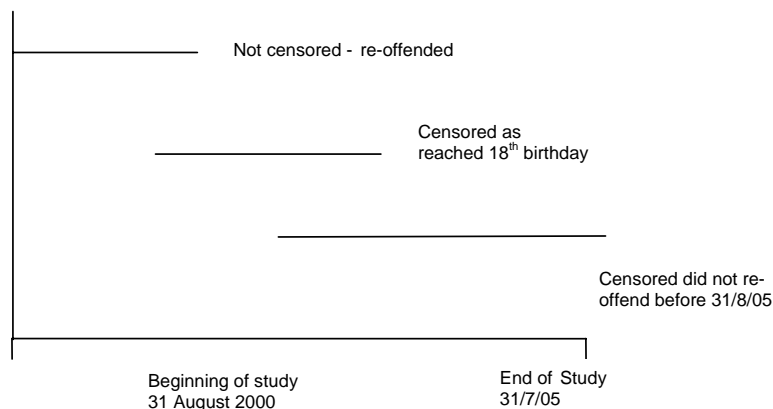 Not censored - re-offended
Censored as
reached 18th birthday
Censored did not re-
offend before 31/8/05
Beginning of study
31 August 2000
End of Study
31/7/05